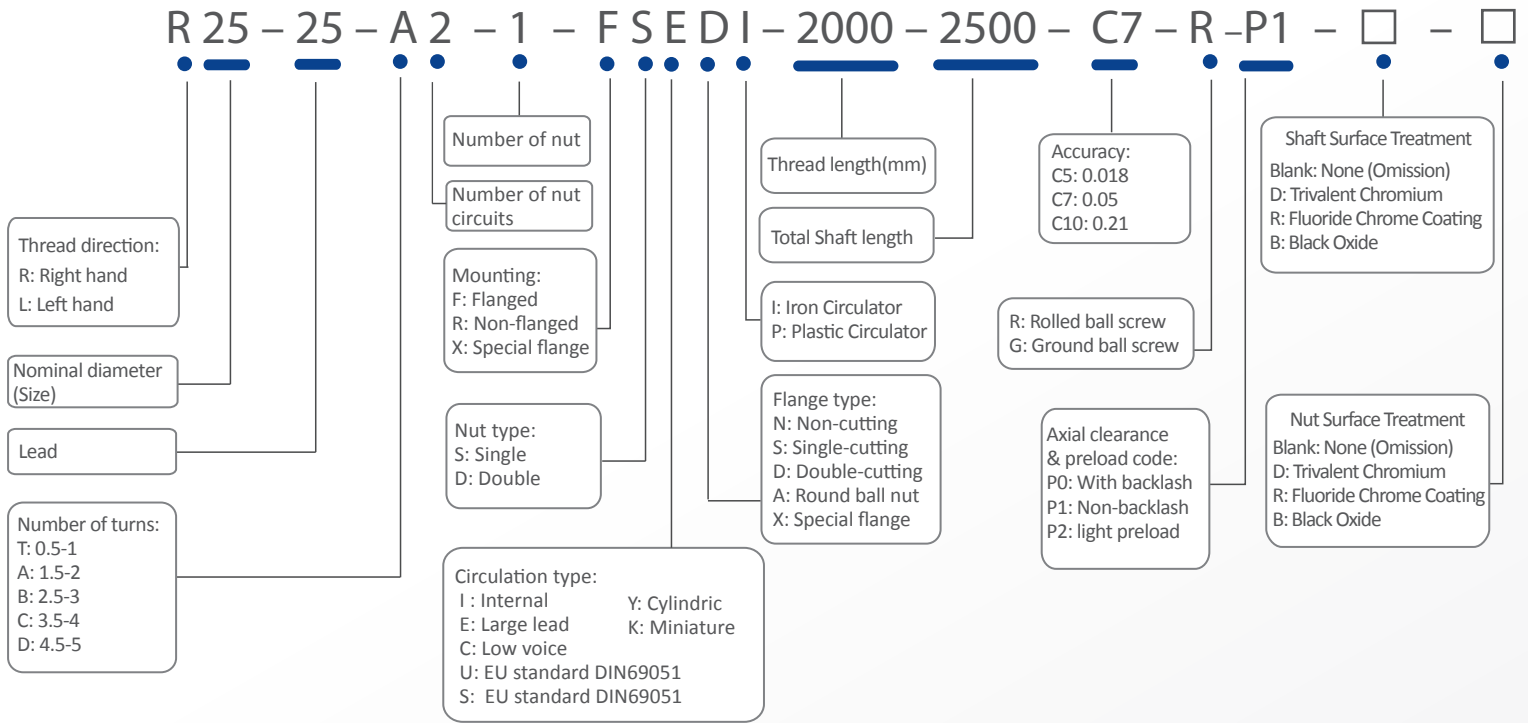 R 25 – 25 – A 2 – 1 – F S E D I – 2000 – 2500 – C7 – R –P1 – □ – □
Thread direction:
R: Right hand
L: Left hand
Nominal diameter
(Size)
Lead
Number of turns:
T: 0.5-1
A: 1.5-2
B: 2.5-3
C: 3.5-4
D: 4.5-5
Number of nut
Number of nut
circuits
Mounting:
F: Flanged
R: Non-flanged
X: Special flange
Nut type:
S: Single
D: Double
Circulation type:
I : Internal
E: Large lead
C: Low voice
U: EU standard DIN69051
S: EU standard DIN69051
Y: Cylindric
K: Miniature
Thread length(mm)
Total Shaft length
I: Iron Circulator
P: Plastic Circulator
Flange type:
N: Non-cutting
S: Single-cutting
D: Double-cutting
A: Round ball nut
X: Special flange
Accuracy:
C5: 0.018
C7: 0.05
C10: 0.21
R: Rolled ball screw
G: Ground ball screw
Axial clearance
& preload code:
P0: With backlash
P1: Non-backlash
P2: light preload
Shaft Surface Treatment
Blank: None (Omission)
D: Trivalent Chromium
R: Fluoride Chrome Coating
B: Black Oxide
Nut Surface Treatment
Blank: None (Omission)
D: Trivalent Chromium
R: Fluoride Chrome Coating
B: Black Oxide